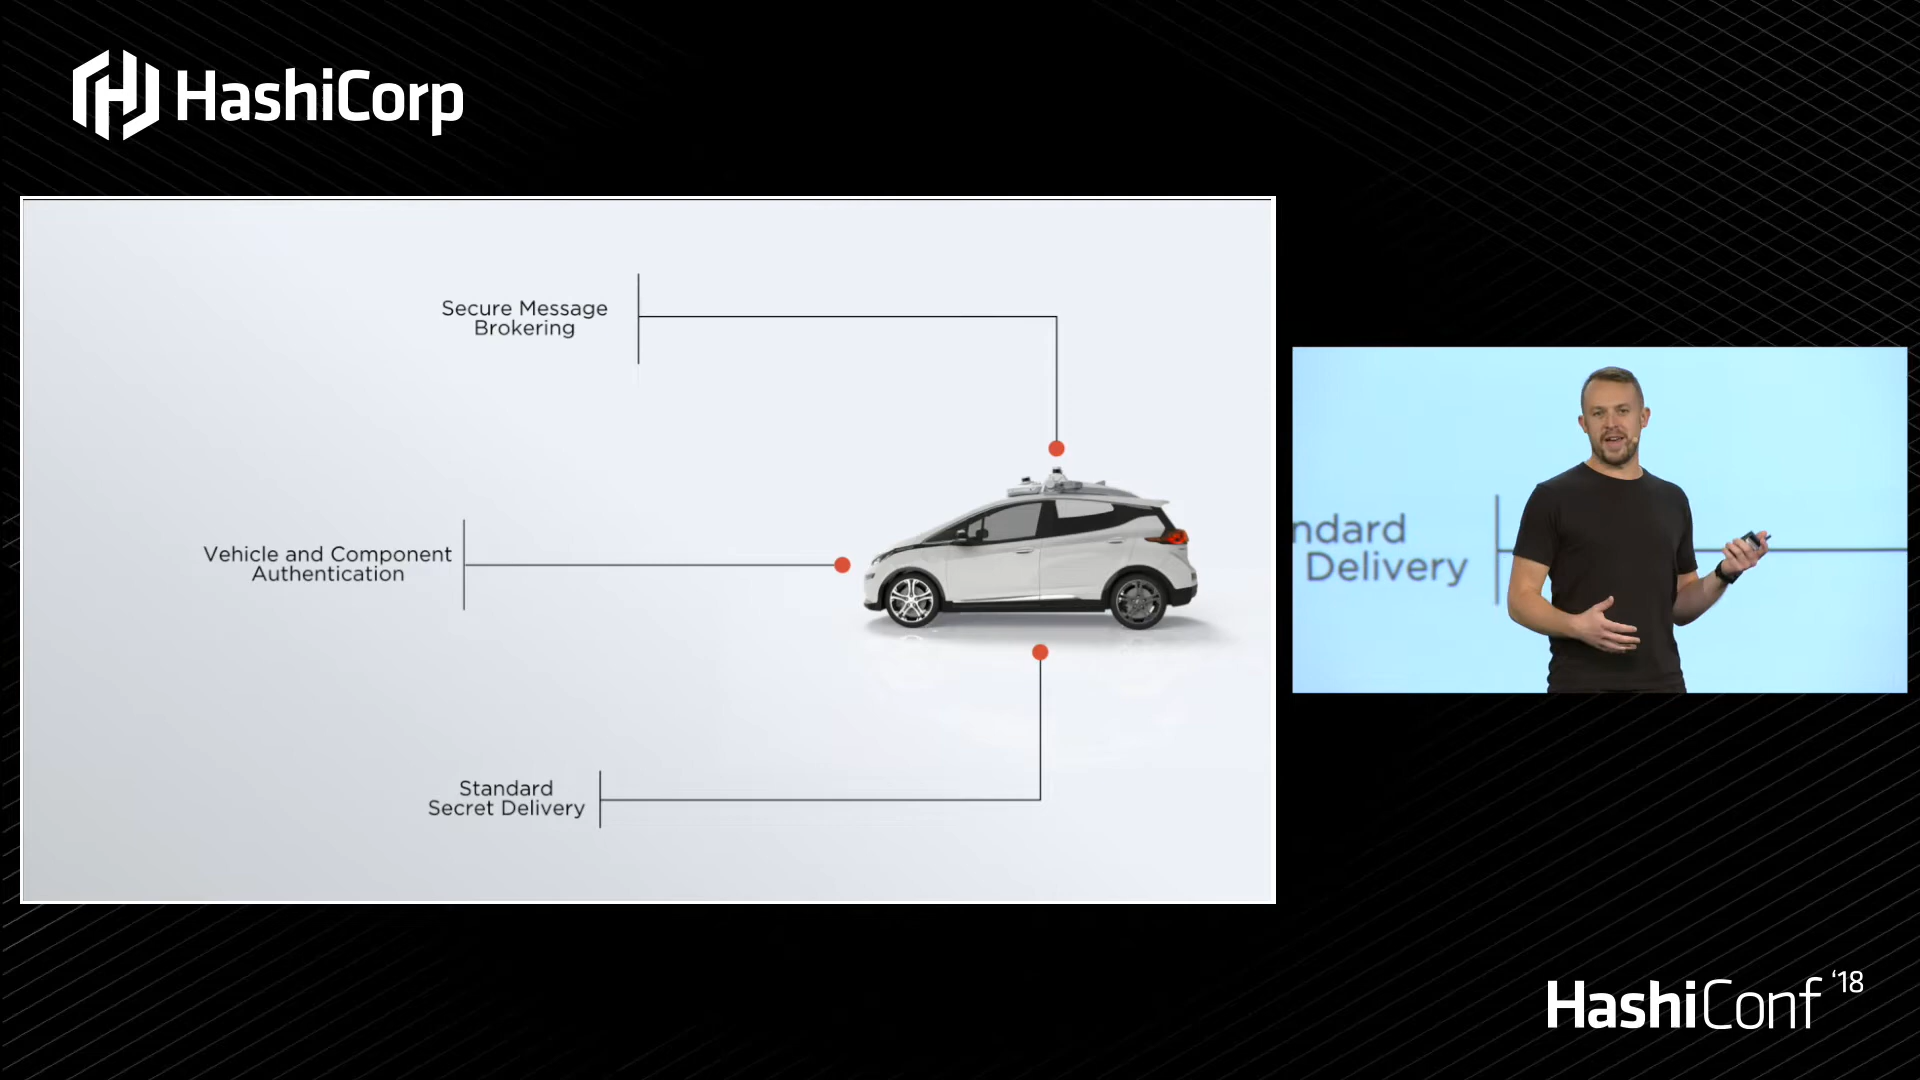 HashiCorp
Secure Message
Brokering
Vehicle and Component
Authentication
Standard
Secret Delivery
ndard
Delivery
HashiConf '18